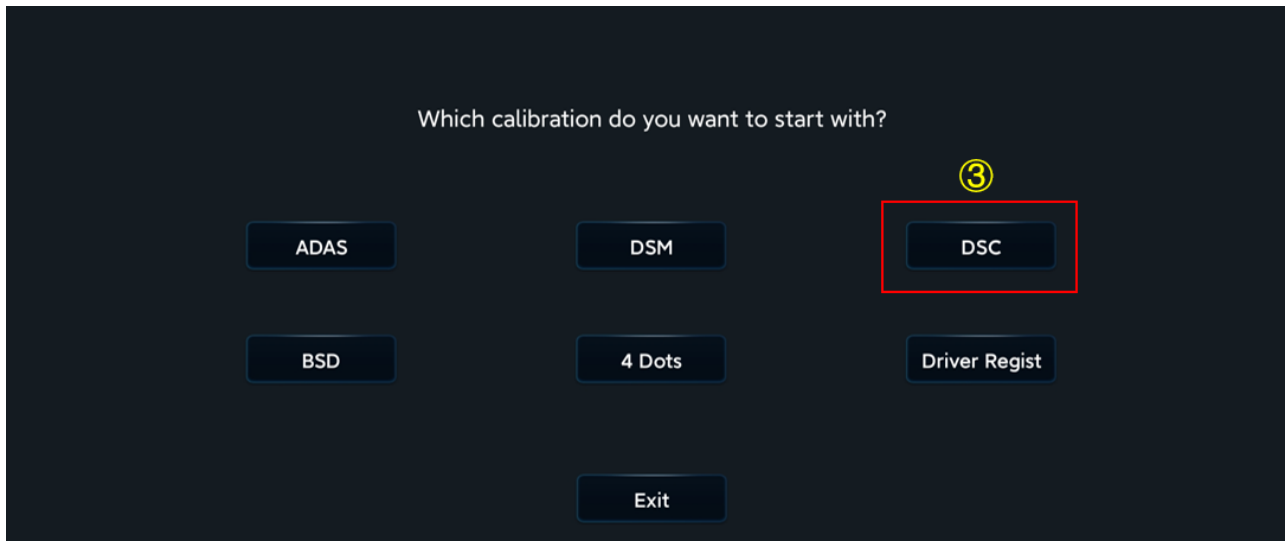 Which calibration do you want to start with?
③
ADAS
DSM
DSC
BSD
4 Dots
Driver Regist
Exit